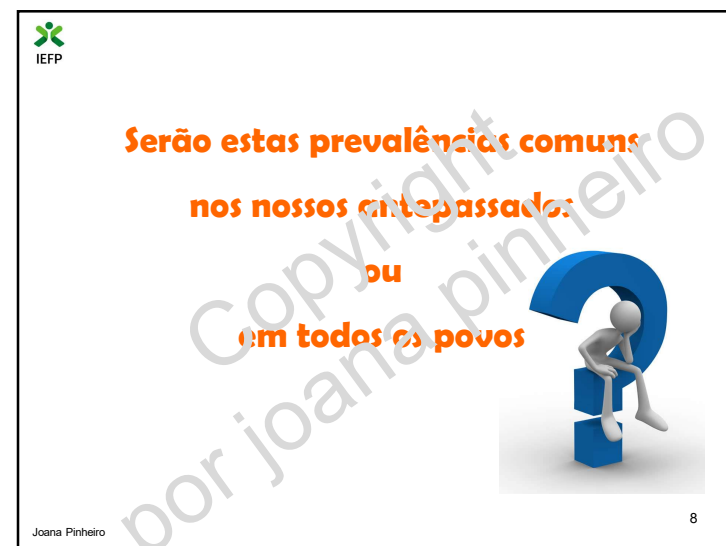 IEFP
Serão estas prevalências comuns
nos nossos antepassados
ou
em todos os povos
Copyright
por joana pinheiro
Joana Pinheiro
8